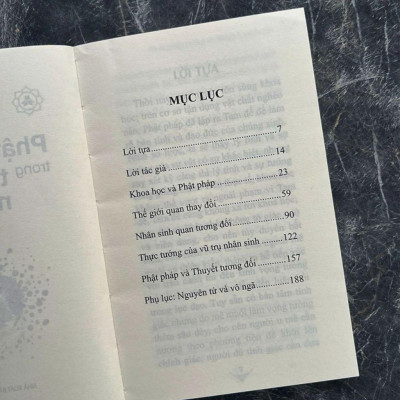 MỤC LỤC
Lời tựa.......................................................7
Lời tác giả................................................14
Khoa học và Phật pháp..............................23
Thế giới quan thay đổi..............................59
Nhân sinh quan tương đối.........................90
Thực tướng của vũ trụ nhân sinh............122
Phật pháp và Thuyết tương đối...............157
Phụ lục: Nguyên tử và vô ngã.................188